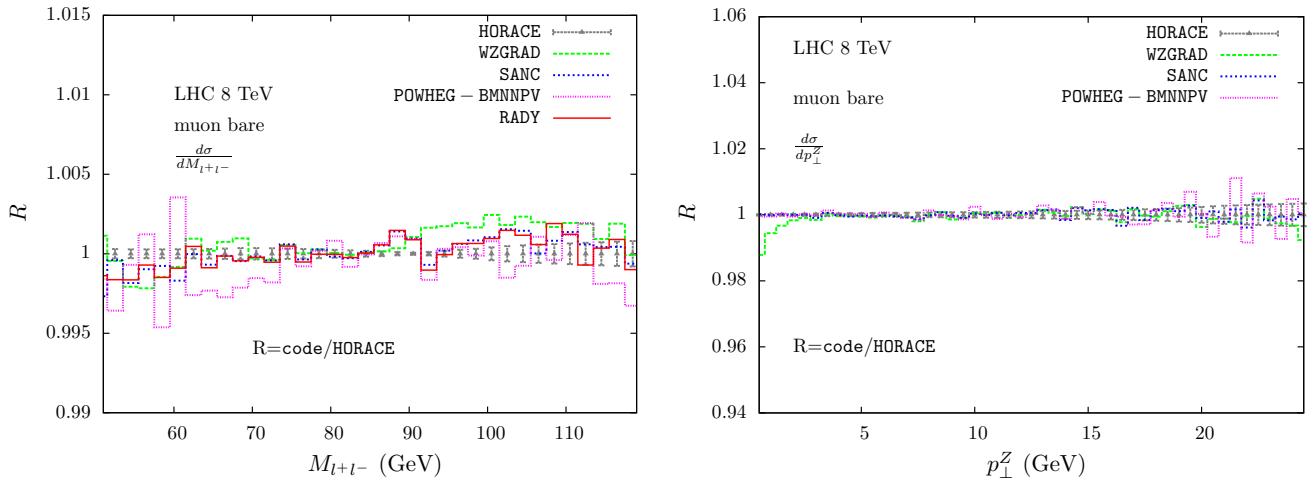 1.015
1.01
1.005
1
0.995
0.99
R
60 70 80 90 100 110
M_{l+l−} (GeV)
LHC 8 TeV
muon bare
dσ
dM_{l+l−}
HORACE
WZGRAD
SANC
POWHEG − BMNNPV
RADY
R=code/HORACE
1.06
1.04
1.02
1
0.98
0.96
0.94
R
5 10 15 20
p_⊥^Z (GeV)
LHC 8 TeV
muon bare
dσ
dp_⊥^Z
HORACE
WZGRAD
SANC
POWHEG − BMNNPV
R=code/HORACE